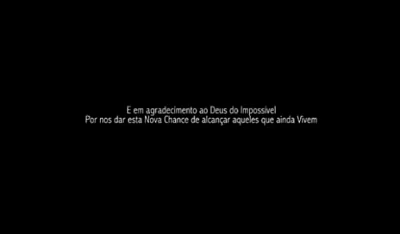 E em agradecimento ao Deus do Impossível
Por nos dar esta Nova Chance de alcançar aqueles que ainda Vivem